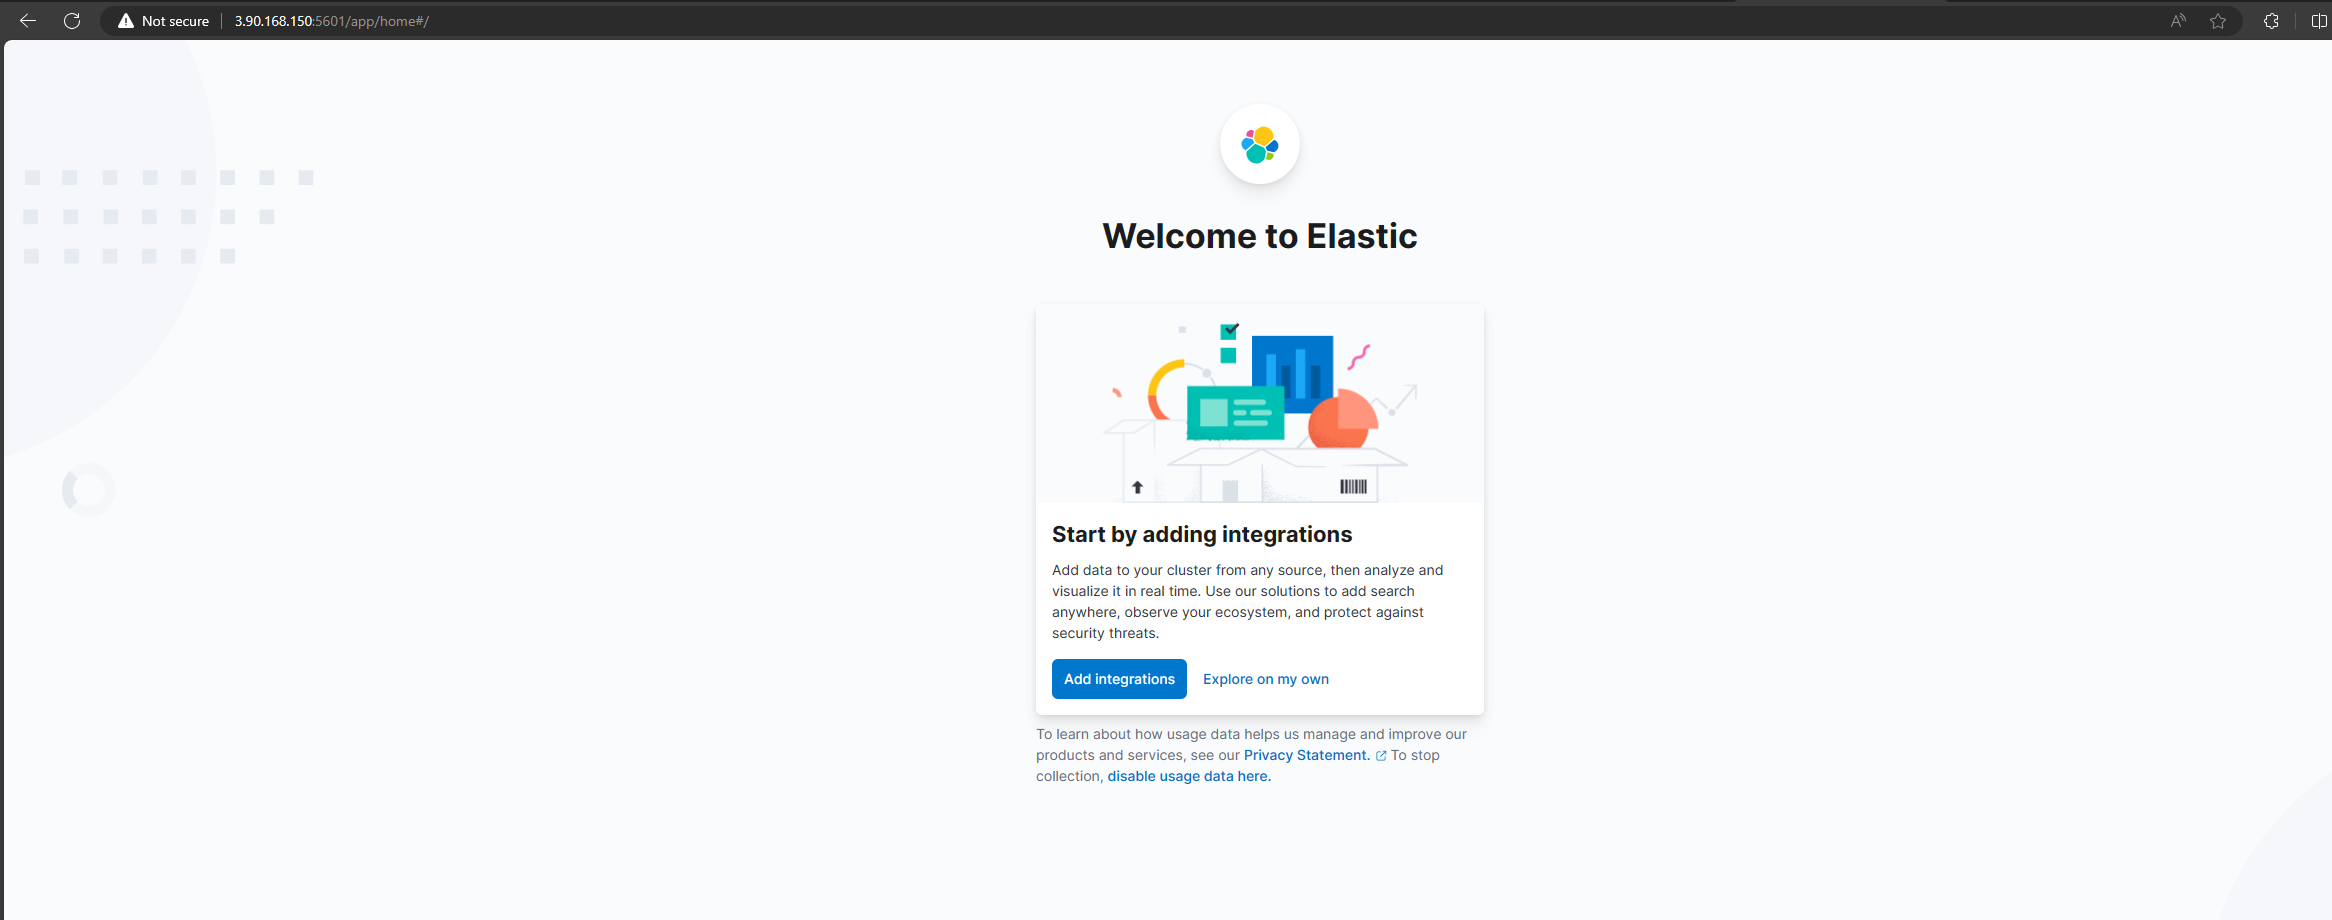 Not secure 3.90.168.150:5601/app/home#/
Welcome to Elastic
Start by adding integrations
Add data to your cluster from any source, then analyze and
visualize it in real time. Use our solutions to add search
anywhere, observe your ecosystem, and protect against
security threats.
Add integrations Explore on my own
To learn about how usage data helps us manage and improve our
products and services, see our Privacy Statement. To stop
collection, disable usage data here.